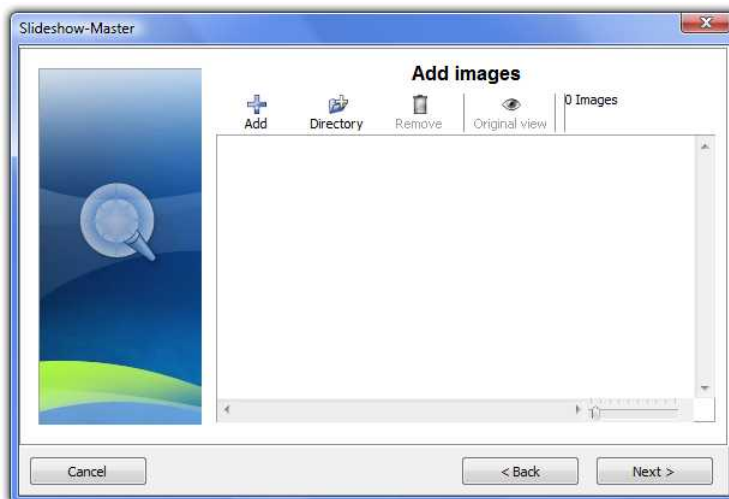 Slideshow-Master
Add images
Add Directory Remove Original view 0 Images
Cancel < Back Next >